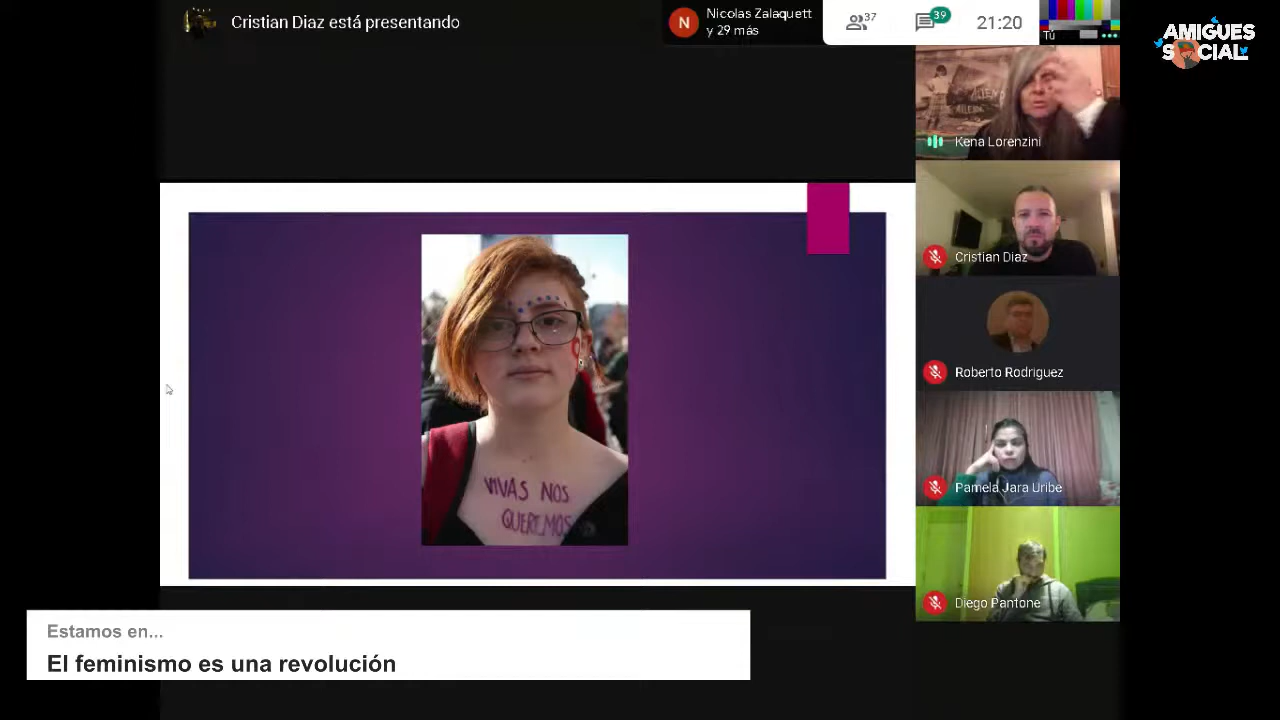 Cristian Diaz está presentando
N
Nicolas Zalaquett
y 29 más
37
39
21:20
Tú
AMIGUES
SOCIAL
Kena Lorenzini
Cristian Diaz
Roberto Rodriguez
Pamela Jara Uribe
Diego Pantone
VIVAS NOS
QUEREMOS
Estamos en...
El feminismo es una revolución